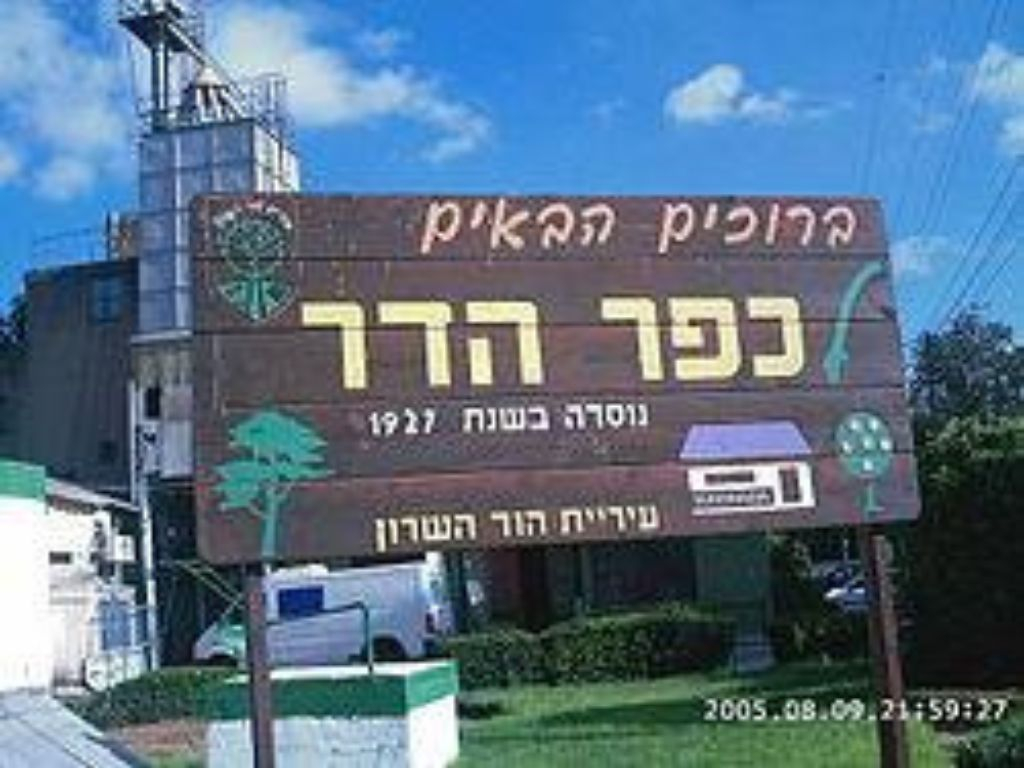 ברוכים הבאים
כפר הדר
נוסדה בשנת 1927
עיריית הוד השרון
2005.08.09.21:59:27